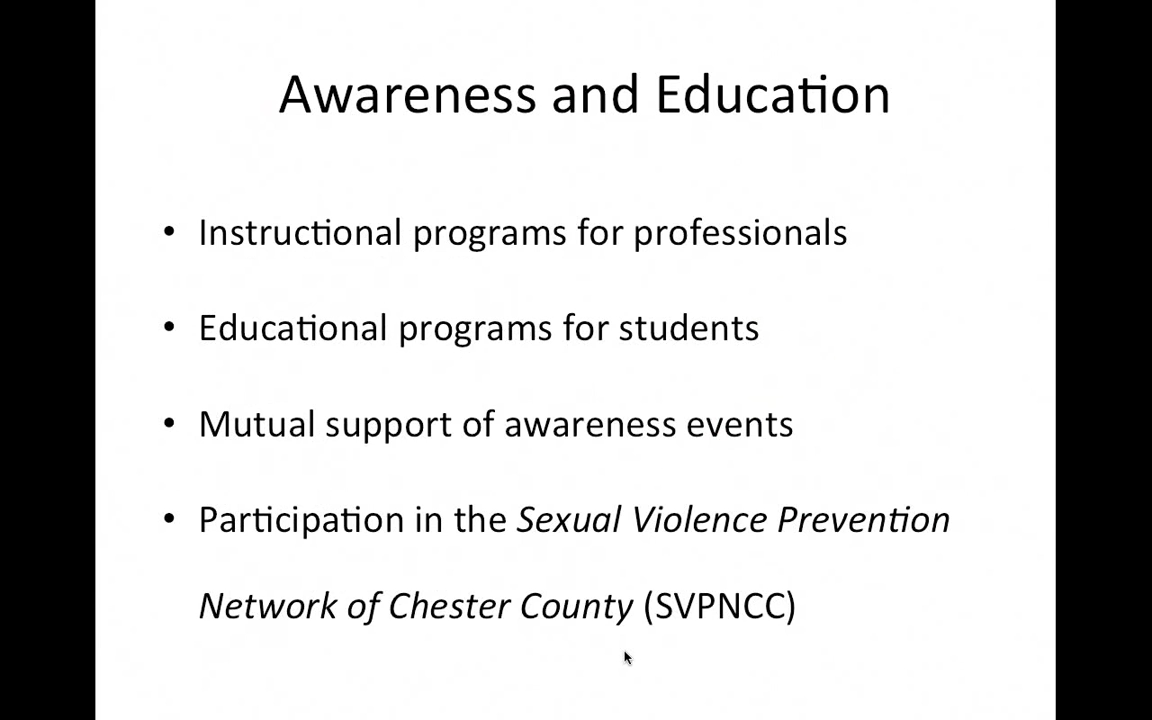 Awareness and Education
• Instructional programs for professionals
• Educational programs for students
• Mutual support of awareness events
• Participation in the Sexual Violence Prevention
Network of Chester County (SVPNCC)